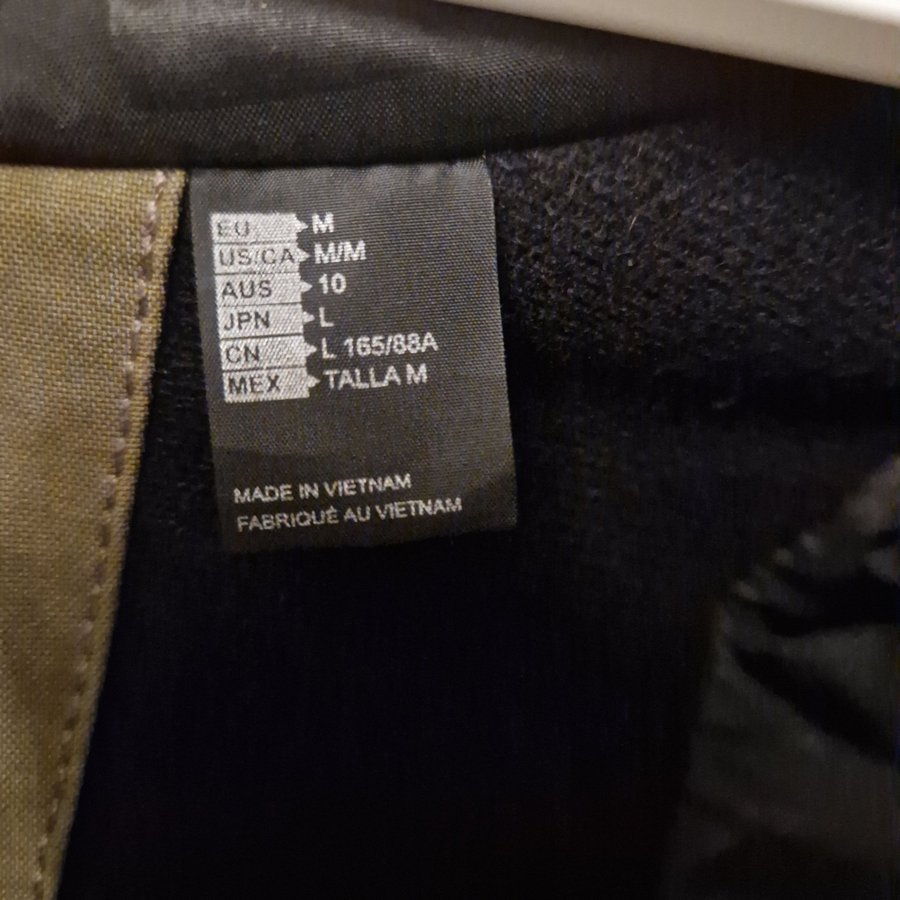 EU M
US/CA M/M
AUS 10
JPN L
CN L 165/88A
MEX TALLA M
MADE IN VIETNAM
FABRIQUÉ AU VIETNAM